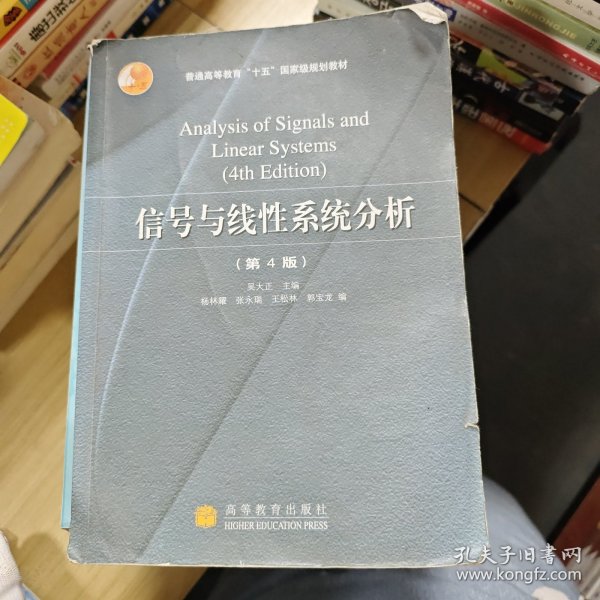 普通高等教育“十五”国家级规划教材
Analysis of Signals and
Linear Systems
(4th Edition)
信号与线性系统分析
（第 4 版）
吴大正 主编
杨林耀 张永瑞 王松林 郭宝龙 编
高等教育出版社
HIGHER EDUCATION PRESS
孔夫子旧书网
www.kongfz.com